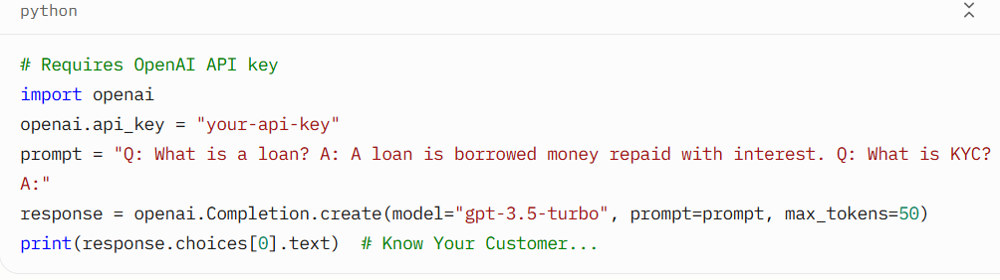 python
# Requires OpenAI API key
import openai
openai.api_key = "your-api-key"
prompt = "Q: What is a loan? A: A loan is borrowed money repaid with interest. Q: What is KYC?
A:"
response = openai.Completion.create(model="gpt-3.5-turbo", prompt=prompt, max_tokens=50)
print(response.choices[0].text)  # Know Your Customer...